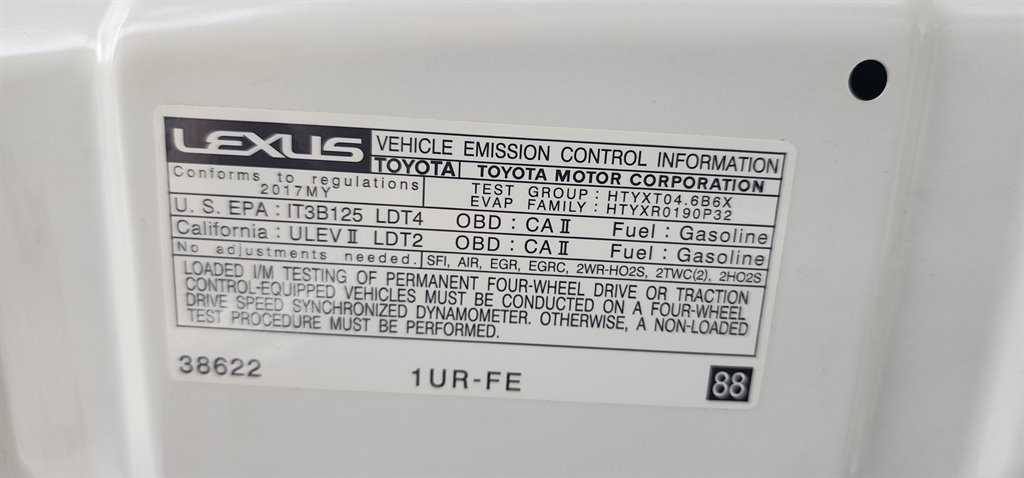 LEXUS VEHICLE EMISSION CONTROL INFORMATION
TOYOTA TOYOTA MOTOR CORPORATION
Conforms to regulations
2017MY
TEST GROUP : HTYXT04.6B6X
EVAP FAMILY : HTYXR0190P32
U. S. EPA : IT3B125 LDT4 OBD : CA II Fuel : Gasoline
California : ULEV II LDT2 OBD : CA II Fuel : Gasoline
No adjustments needed. SFI, AIR, EGR, EGRC, 2WR-HO2S, 2TWC(2), 2HO2S
LOADED I/M TESTING OF PERMANENT FOUR-WHEEL DRIVE OR TRACTION
CONTROL-EQUIPPED VEHICLES MUST BE CONDUCTED ON A FOUR-WHEEL
DRIVE SPEED SYNCHRONIZED DYNAMOMETER. OTHERWISE, A NON-LOADED
TEST PROCEDURE MUST BE PERFORMED.
38622 1UR-FE 88